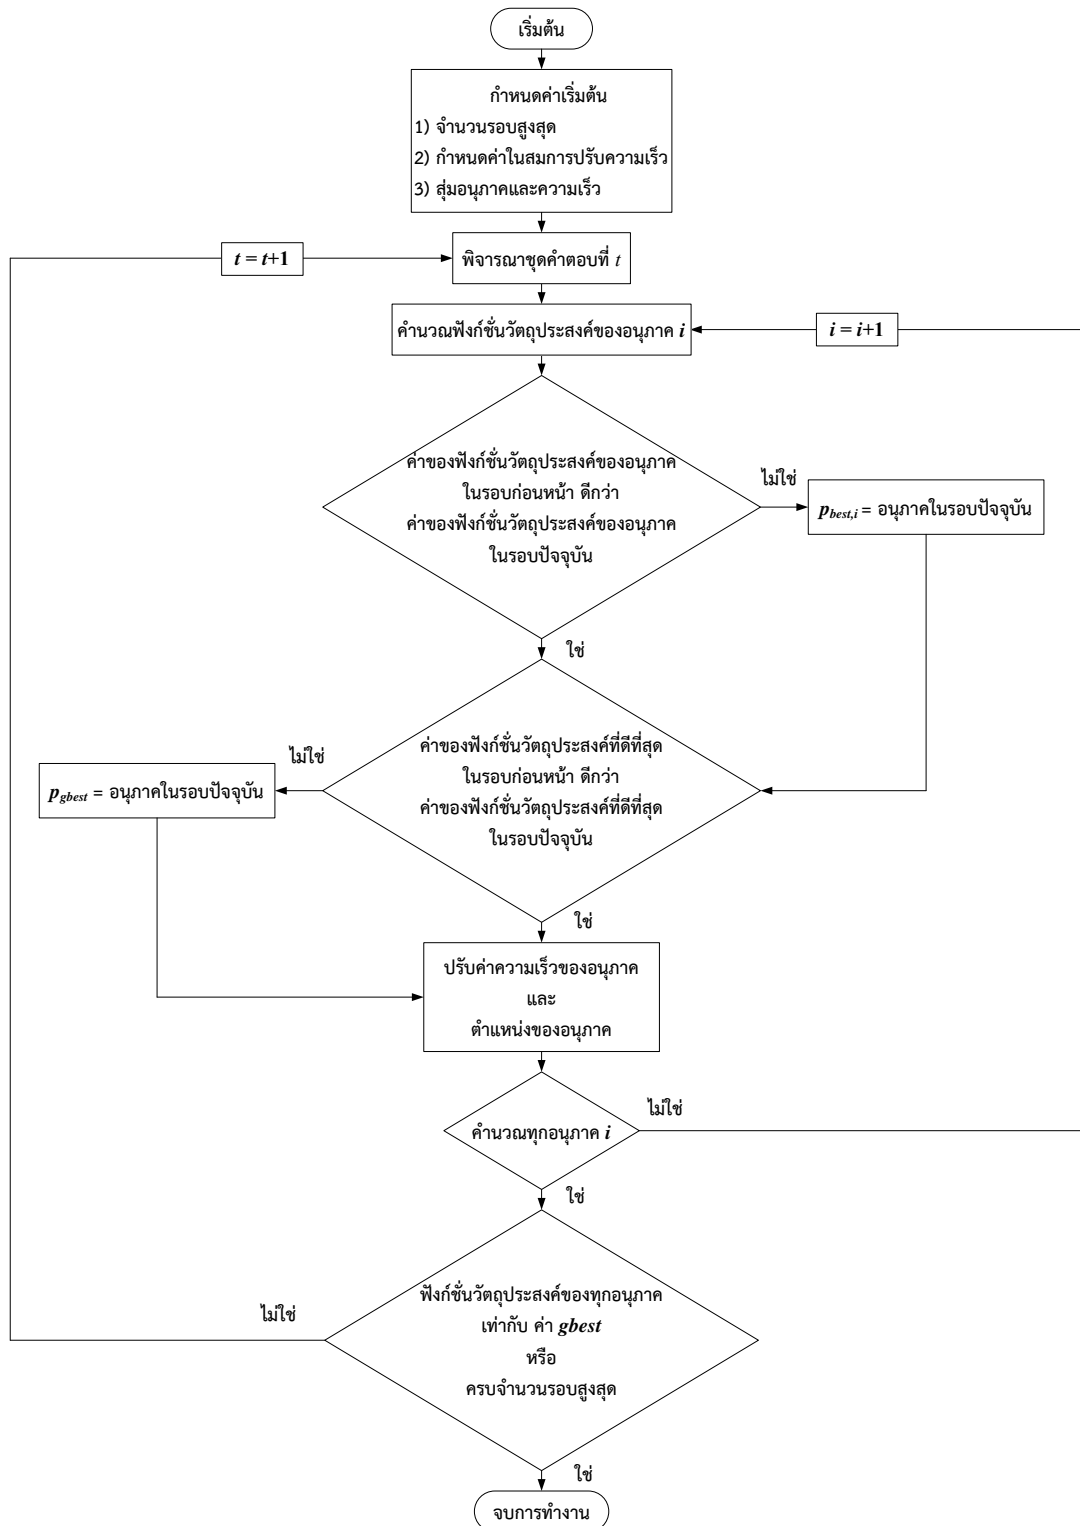 เริ่มต้น
กำหนดค่าเริ่มต้น
1) จำนวนรอบสูงสุด
2) กำหนดค่าในสมการปรับความเร็ว
3) สุ่มอนุภาคและความเร็ว
t = t+1
พิจารณาชุดคำตอบที่ t
คำนวณฟังก์ชั่นวัตถุประสงค์ของอนุภาค i
i = i+1
ค่าของฟังก์ชั่นวัตถุประสงค์ของอนุภาค
ในรอบก่อนหน้า ดีกว่า
ค่าของฟังก์ชั่นวัตถุประสงค์ของอนุภาค
ในรอบปัจจุบัน
ไม่ใช่
p_{best,i} = อนุภาคในรอบปัจจุบัน
ใช่
ค่าของฟังก์ชั่นวัตถุประสงค์ที่ดีที่สุด
ในรอบก่อนหน้า ดีกว่า
ค่าของฟังก์ชั่นวัตถุประสงค์ที่ดีที่สุด
ในรอบปัจจุบัน
ไม่ใช่
p_{gbest} = อนุภาคในรอบปัจจุบัน
ใช่
ปรับค่าความเร็วของอนุภาค
และ
ตำแหน่งของอนุภาค
คำนวณทุกอนุภาค i
ไม่ใช่
ใช่
ฟังก์ชั่นวัตถุประสงค์ของทุกอนุภาค
เท่ากับ ค่า gbest
หรือ
ครบจำนวนรอบสูงสุด
ไม่ใช่
ใช่
จบการทำงาน